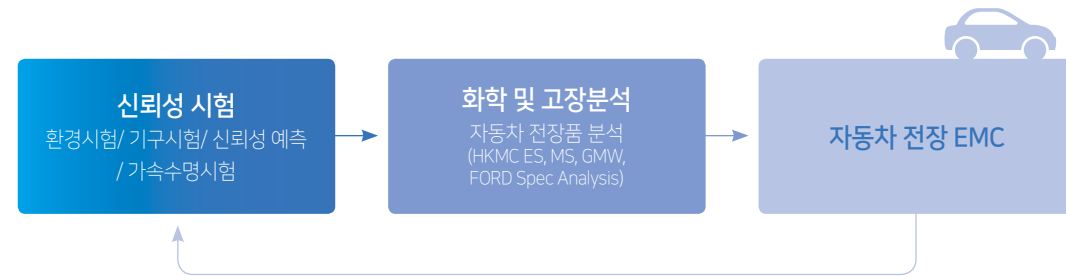 신뢰성 시험
환경시험/ 기구시험/ 신뢰성 예측
/ 가속수명시험
화학 및 고장분석
자동차 전장품 분석
(HKMC ES, MS, GMW,
FORD Spec Analysis)
자동차 전장 EMC